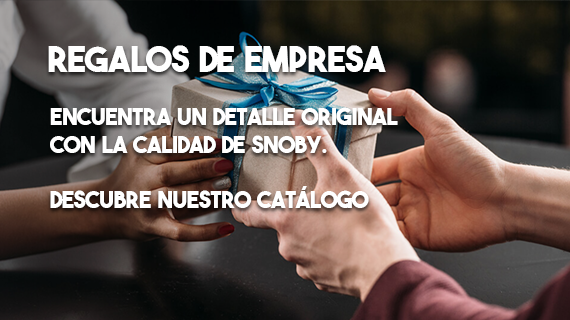 REGALOS DE EMPRESA
ENCUENTRA UN DETALLE ORIGINAL
CON LA CALIDAD DE SNOBY.
DESCUBRE NUESTRO CATÁLOGO